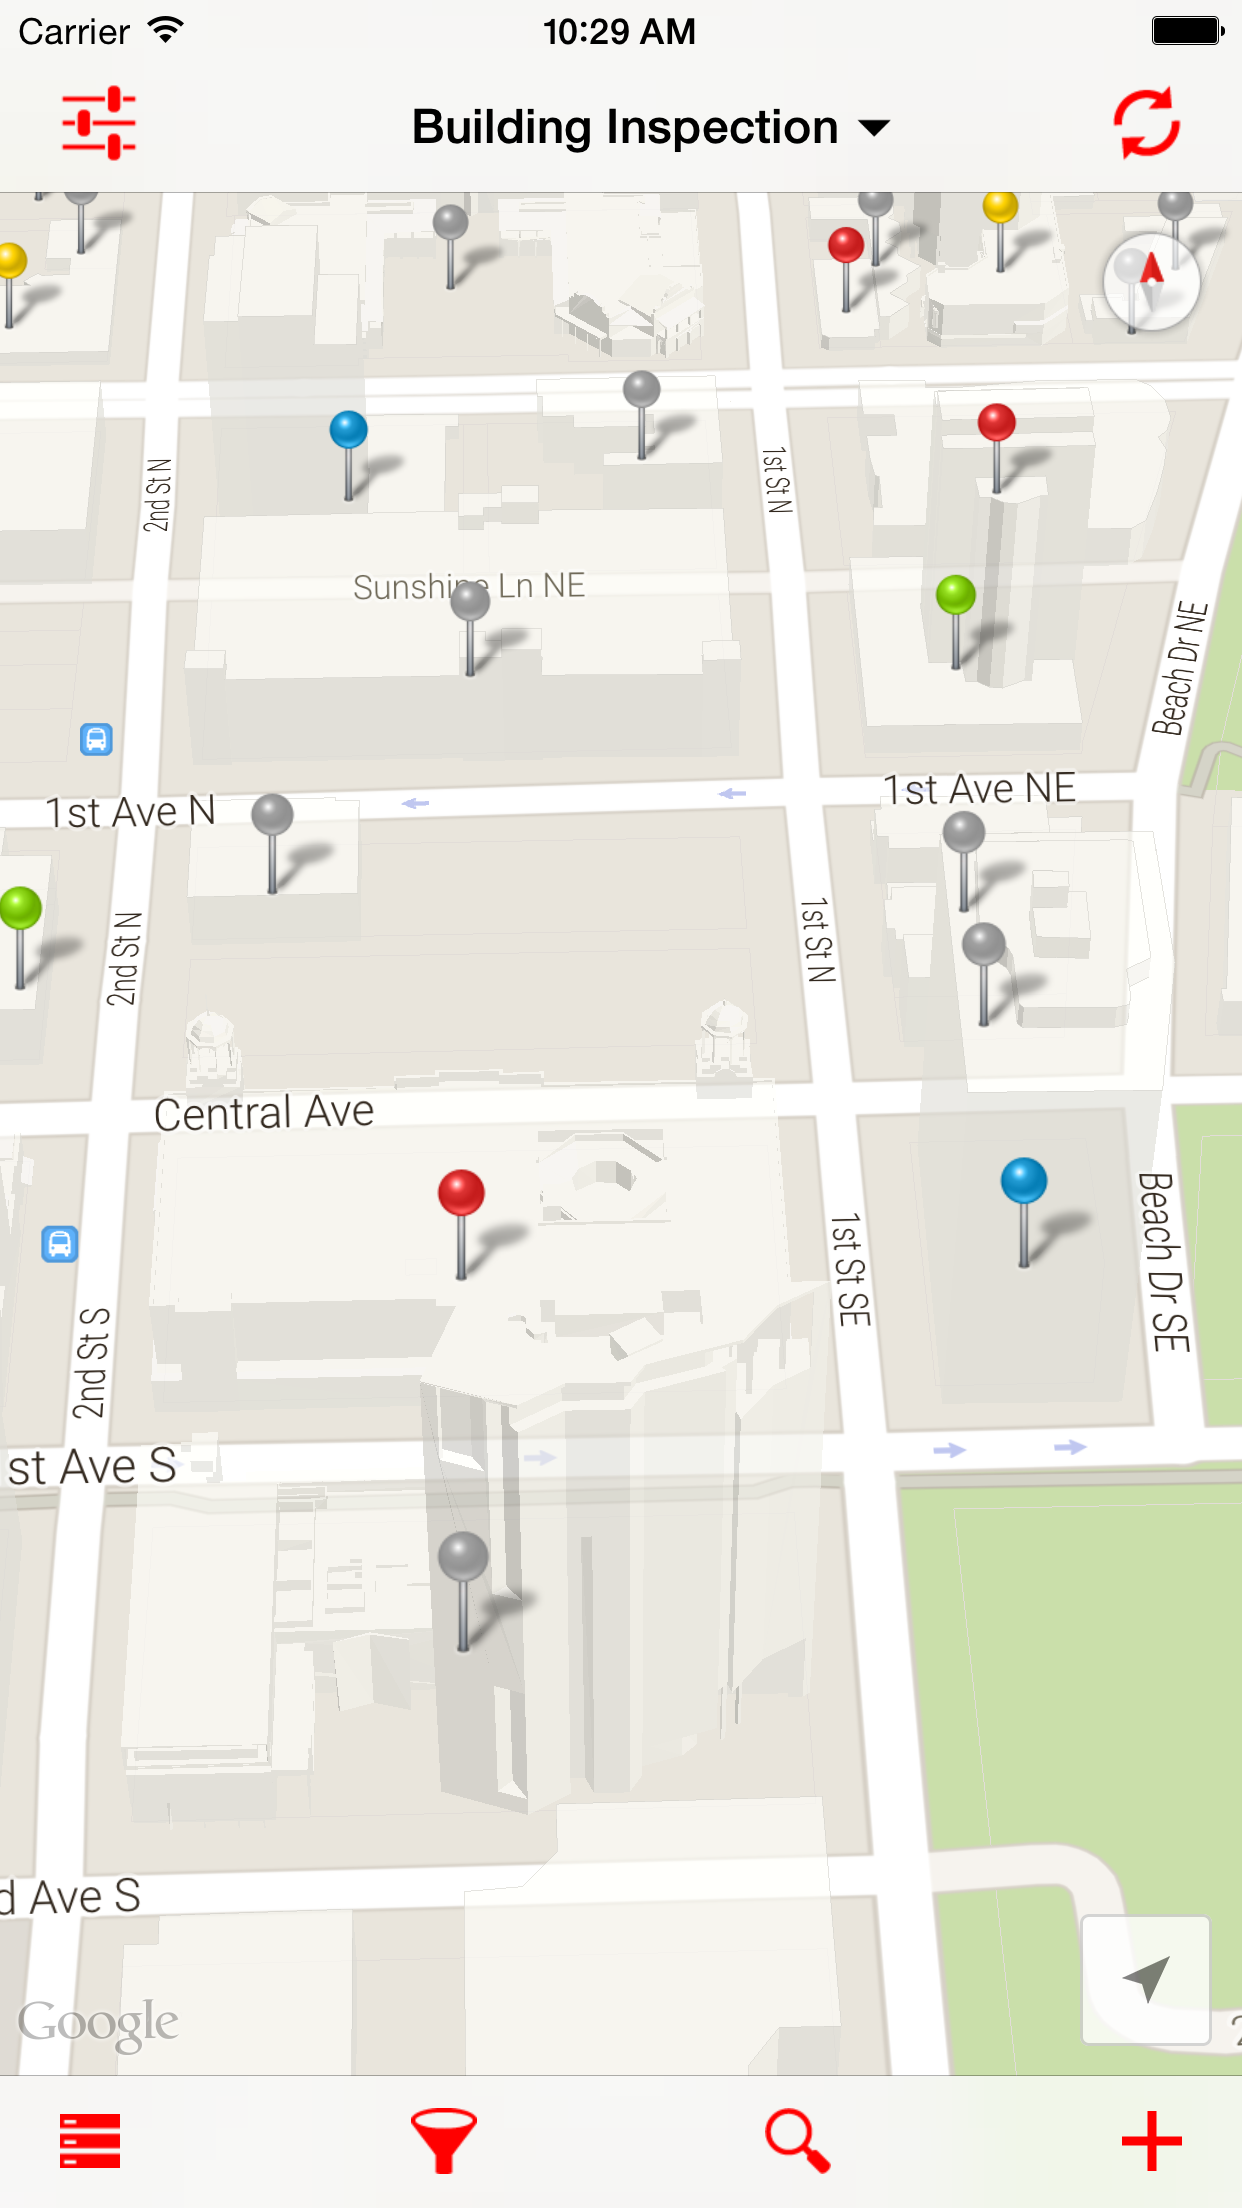 Carrier 10:29 AM
Building Inspection
2nd St N
1st St N
Sunshine Ln NE
Beach Dr NE
1st Ave N
1st Ave NE
2nd St N
1st St N
Central Ave
Beach Dr SE
1st St SE
2nd St S
st Ave S
d Ave S
Google
2